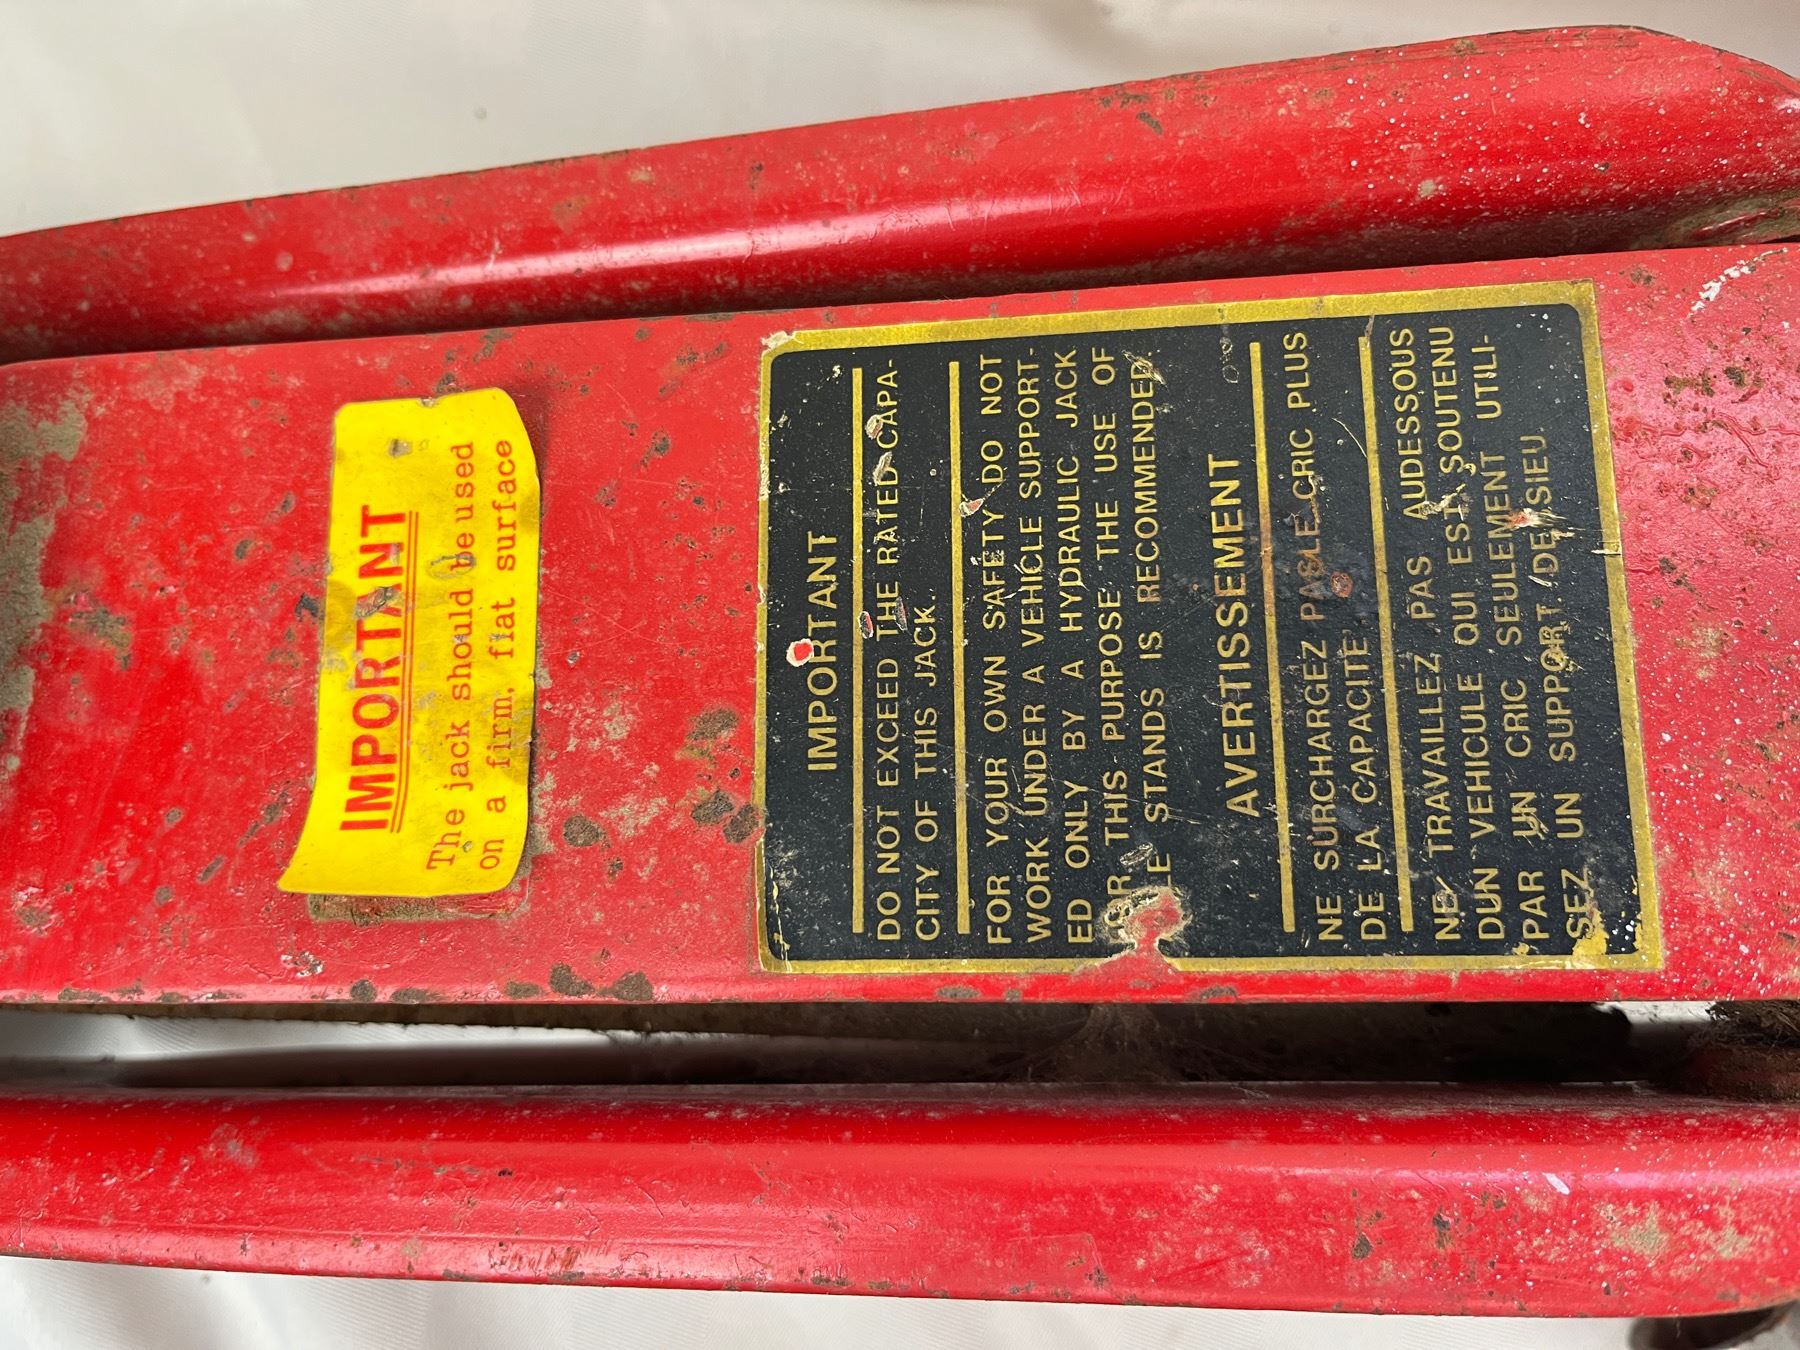 IMPORTANT
The jack should be used
on a firm, flat surface
IMPORTANT
DO NOT EXCEED THE RATED CAPA-
CITY OF THIS JACK.
FOR YOUR OWN SAFETY DO NOT
WORK UNDER A VEHICLE SUPPORT-
ED ONLY BY A HYDRAULIC JACK
THIS PURPOSE THE USE OF
STANDS IS RECOMMENDED.
AVERTISSEMENT
NE SURCHARGEZ PAS LE CRIC PLUS
DE LA CAPACITE
NE TRAVAILLEZ PAS AUDESSOUS
DUN VEHICULE QUI EST SOUTENU
PAR UN CRIC SEULEMENT UTILI-
SEZ UN SUPPORT DESIEU.